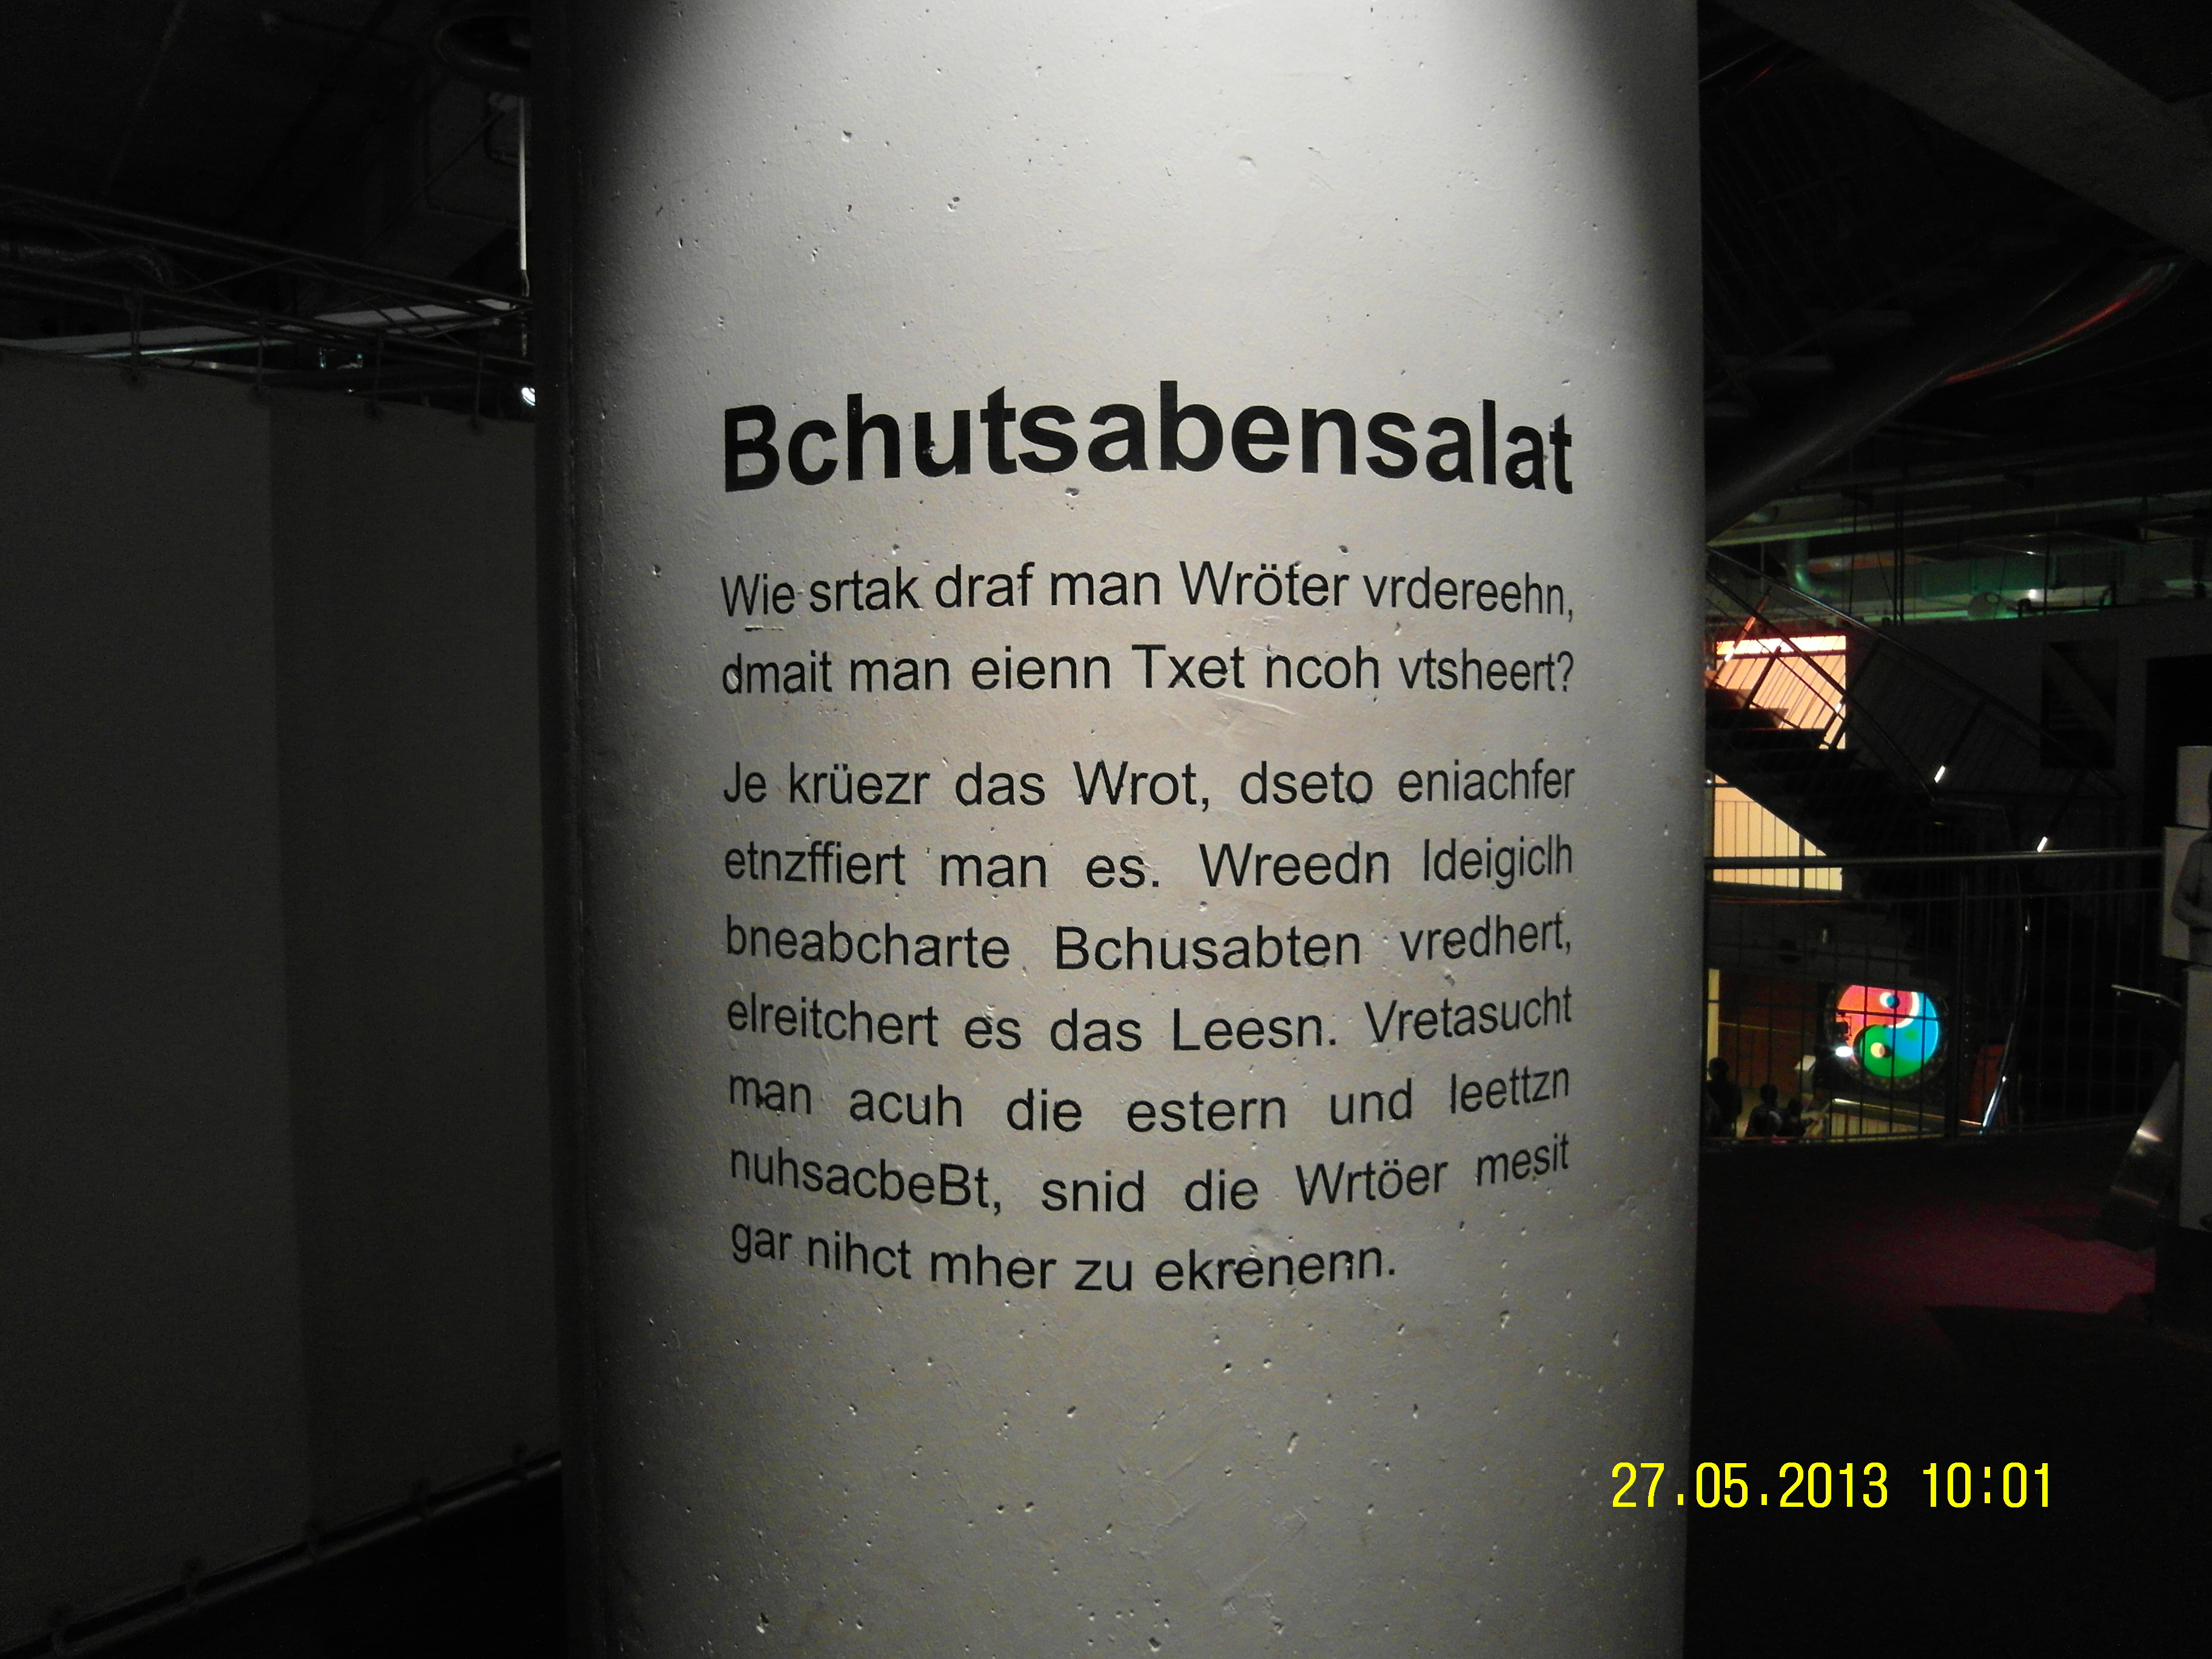 Bchutsabensalat
Wie srtak draf man Wröter vrdereehn,
dmait man eienn Txet ncoh vtsheert?
Je krüezr das Wrot, dseto eniachfer
etnzffiert man es. Wreedn ldeigiclh
bneabcharte Bchusabten vredhert,
elreitchert es das Leesn. Vretasucht
man acuh die estern und leettzn
nuhsacbeBt, snid die Wrtöer mesit
gar nihct mher zu ekrenenn.
27.05.2013 10:01